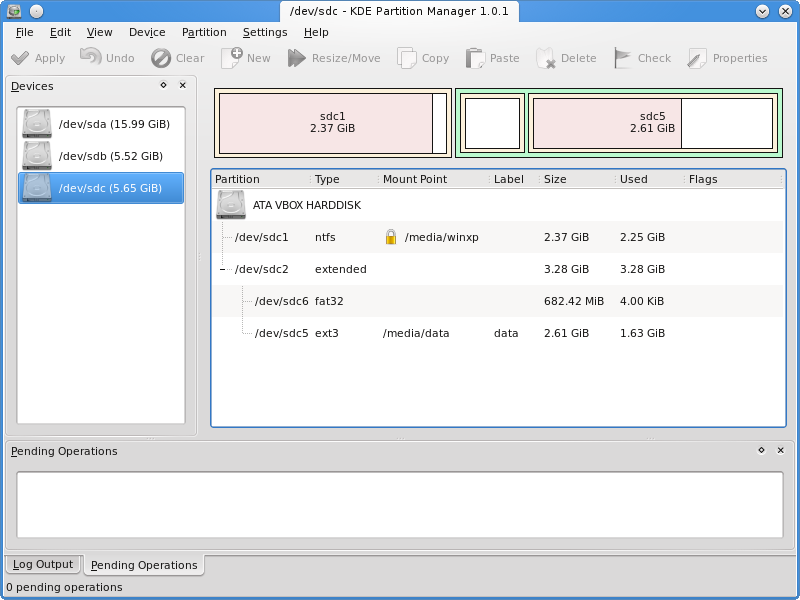 /dev/sdc - KDE Partition Manager 1.0.1
File Edit View Device Partition Settings Help
Apply Undo Clear New Resize/Move Copy Paste Delete Check Properties
Devices
/dev/sda (15.99 GiB)
/dev/sdb (5.52 GiB)
/dev/sdc (5.65 GiB)
sdc1
2.37 GiB
sdc5
2.61 GiB
Partition Type Mount Point Label Size Used Flags
ATA VBOX HARDDISK
/dev/sdc1 ntfs /media/winxp 2.37 GiB 2.25 GiB
/dev/sdc2 extended 3.28 GiB 3.28 GiB
/dev/sdc6 fat32 682.42 MiB 4.00 KiB
/dev/sdc5 ext3 /media/data data 2.61 GiB 1.63 GiB
Pending Operations
Log Output Pending Operations
0 pending operations